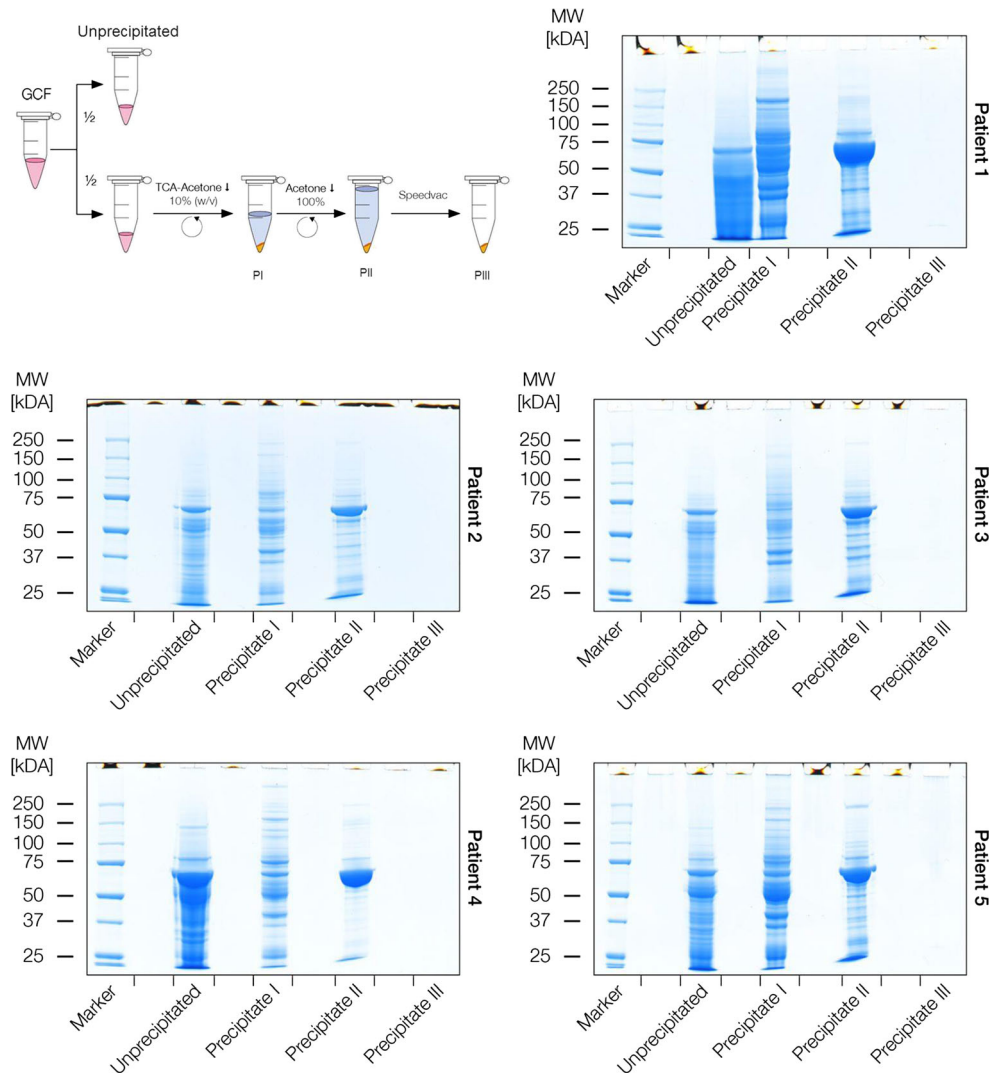 Unprecipitated
GCF
½
½
TCA-Acetone ↓
10% (w/v)
Acetone ↓
100%
Speedvac
PI
PII
PIII
MW
[kDA]
250
150
100
75
50
37
25
Patient 1
Marker
Unprecipitated
Precipitate I
Precipitate II
Precipitate III
MW
[kDA]
250
150
100
75
50
37
25
Patient 2
Marker
Unprecipitated
Precipitate I
Precipitate II
Precipitate III
MW
[kDA]
250
150
100
75
50
37
25
Patient 3
Marker
Unprecipitated
Precipitate I
Precipitate II
Precipitate III
MW
[kDA]
250
150
100
75
50
37
25
Patient 4
Marker
Unprecipitated
Precipitate I
Precipitate II
Precipitate III
MW
[kDA]
250
150
100
75
50
37
25
Patient 5
Marker
Unprecipitated
Precipitate I
Precipitate II
Precipitate III